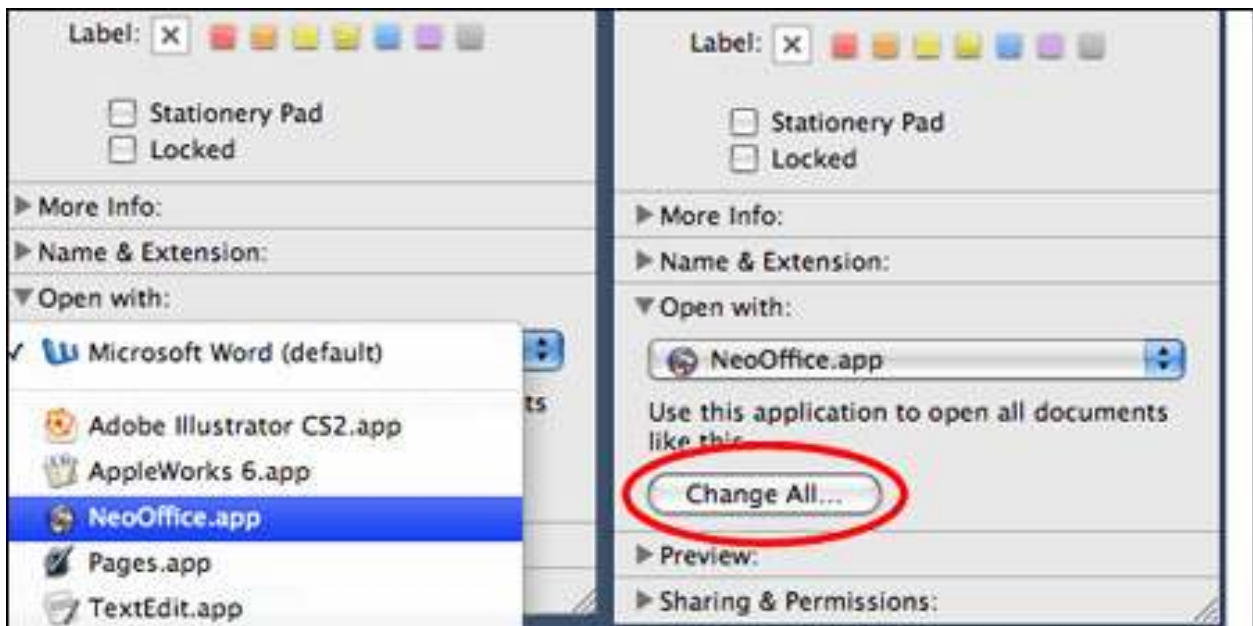 Label:
Stationery Pad
Locked
More Info:
Name & Extension:
Open with:
Microsoft Word (default)
ts
Adobe Illustrator CS2.app
AppleWorks 6.app
NeoOffice.app
Pages.app
TextEdit.app
Label:
Stationery Pad
Locked
More Info:
Name & Extension:
Open with:
NeoOffice.app
Use this application to open all documents
like this.
Change All...
Preview:
Sharing & Permissions: